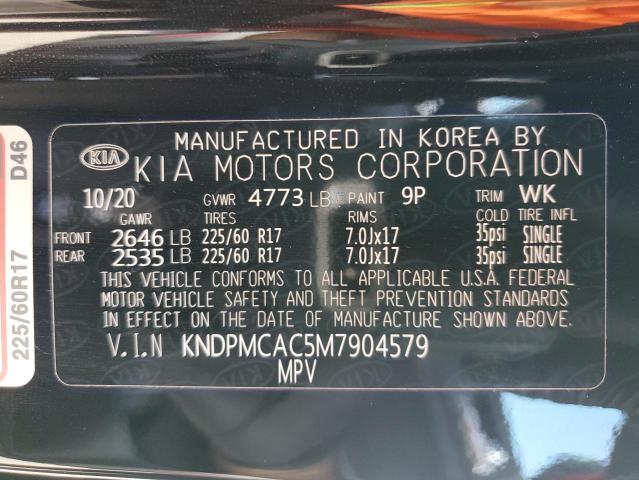 MANUFACTURED IN KOREA BY
KIA KIA MOTORS CORPORATION
10/20 GVWR 4773 LB PAINT 9P TRIM WK
GAWR TIRES RIMS COLD TIRE INFL
FRONT 2646 LB 225/60 R17 7.0Jx17 35psi SINGLE
REAR 2535 LB 225/60 R17 7.0Jx17 35psi SINGLE
THIS VEHICLE CONFORMS TO ALL APPLICABLE U.S.A. FEDERAL
MOTOR VEHICLE SAFETY AND THEFT PREVENTION STANDARDS
IN EFFECT ON THE DATE OF MANUFACTURE SHOWN ABOVE.
V.I.N KNDPMCAC5M7904579
MPV
225/60R17 D46